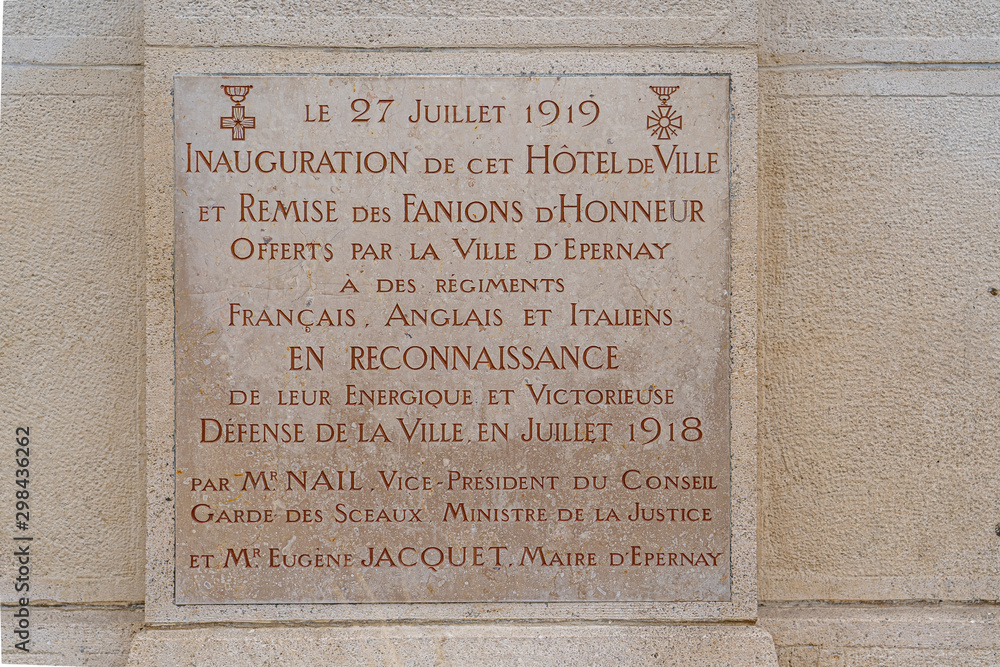 LE 27 JUILLET 1919
INAUGURATION DE CET HÔTEL DE VILLE
ET REMISE DES FANIONS D'HONNEUR
OFFERTS PAR LA VILLE D'EPERNAY
À DES RÉGIMENTS
FRANÇAIS, ANGLAIS ET ITALIENS
EN RECONNAISSANCE
DE LEUR ENERGIQUE ET VICTORIEUSE
DÉFENSE DE LA VILLE, EN JUILLET 1918
PAR MR NAIL, VICE-PRÉSIDENT DU CONSEIL
GARDE DES SCEAUX, MINISTRE DE LA JUSTICE
ET MR EUGÈNE JACQUET, MAIRE D'EPERNAY
Adobe Stock | #298436262